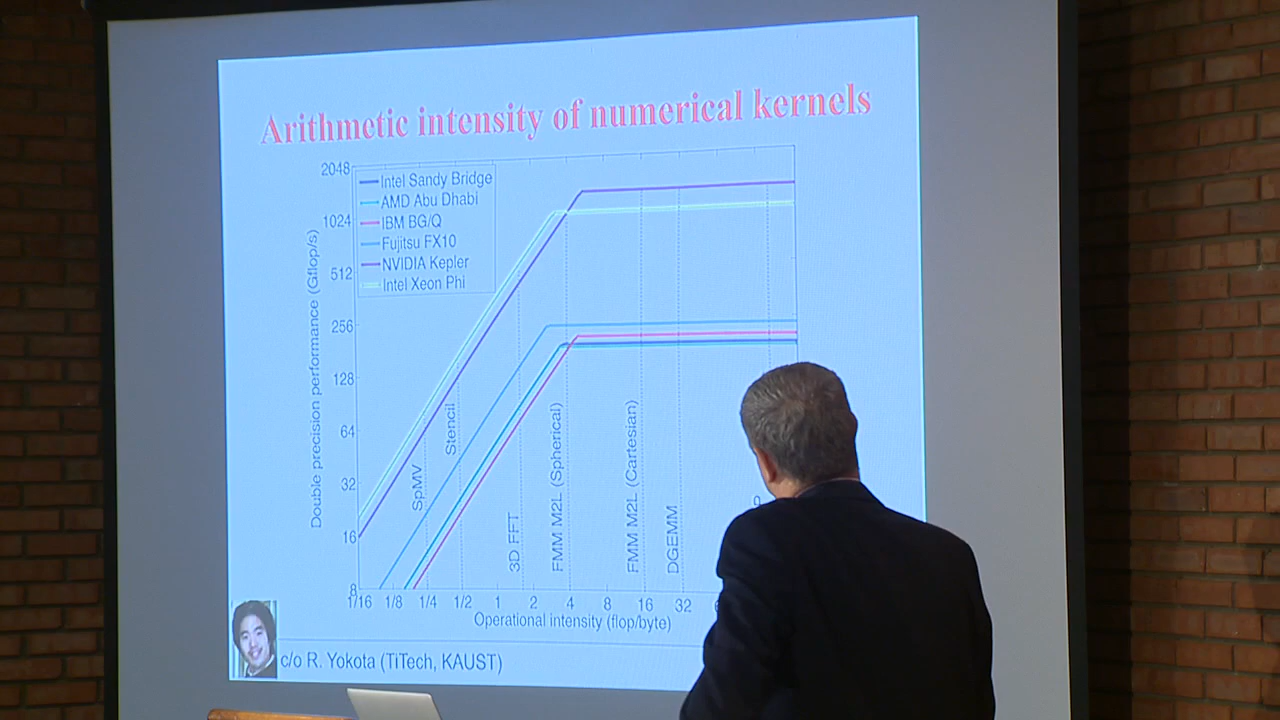 Arithmetic intensity of numerical kernels
Double precision performance (Gflop/s)
2048
1024
512
256
128
64
32
16
8
Intel Sandy Bridge
AMD Abu Dhabi
IBM BG/Q
Fujitsu FX10
NVIDIA Kepler
Intel Xeon Phi
SpMV
Stencil
3D FFT
FMM M2L (Spherical)
FMM M2L (Cartesian)
DGEMM
1/16 1/8 1/4 1/2 1 2 4 8 16 32
Operational intensity (flop/byte)
c/o R. Yokota (TiTech, KAUST)